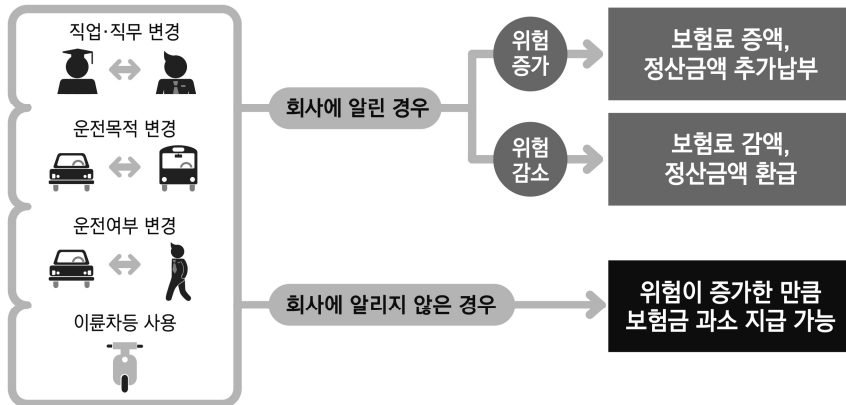 직업·직무 변경
운전목적 변경
운전여부 변경
이륜차등 사용
회사에 알린 경우
위험
증가
보험료 증액,
정산금액 추가납부
위험
감소
보험료 감액,
정산금액 환급
회사에 알리지 않은 경우
위험이 증가한 만큼
보험금 과소 지급 가능